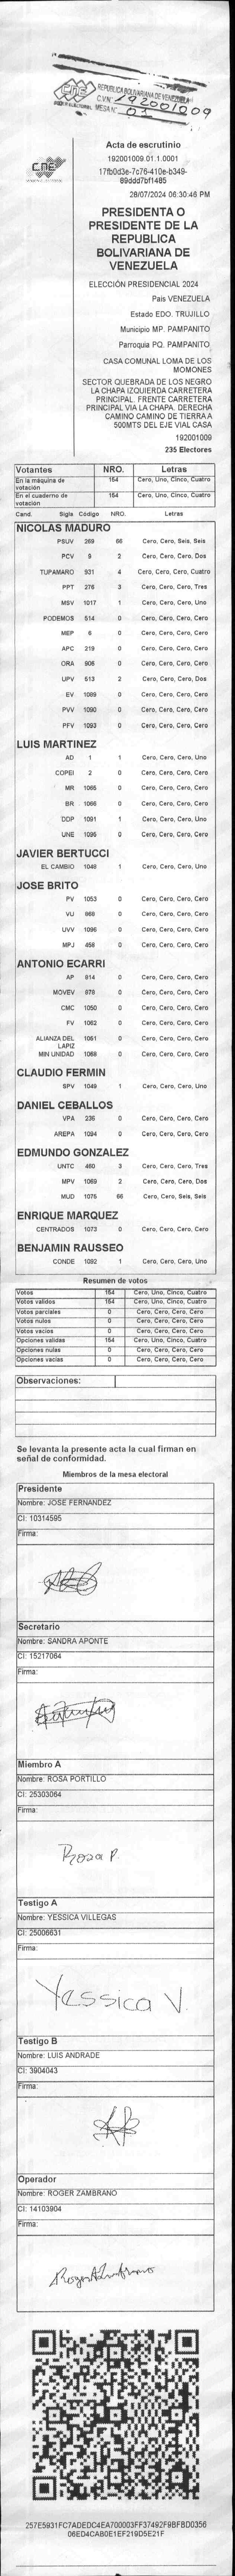 REPUBLICA BOLIVARIANA DE VENEZUELA
C.V.N° 192001009
MESA N° 01
CNE
Acta de escrutinio
192001009.01.1.0001
17fb0d3e-7c76-410e-b349-
89ddd7bf1485
28/07/2024 06:30:46 PM
PRESIDENTA O
PRESIDENTE DE LA
REPUBLICA
BOLIVARIANA DE
VENEZUELA
ELECCIÓN PRESIDENCIAL 2024
Pais VENEZUELA
Estado EDO. TRUJILLO
Municipio MP. PAMPANITO
Parroquia PQ. PAMPANITO
CASA COMUNAL LOMA DE LOS
MOMONES
SECTOR QUEBRADA DE LOS NEGRO
LA CHAPA IZQUIERDA CARRETERA
PRINCIPAL. FRENTE CARRETERA
PRINCIPAL VIA LA CHAPA. DERECHA
CAMINO CAMINO DE TIERRA A
500MTS DEL EJE VIAL CASA
192001009
235 Electores
Votantes NRO. Letras
En la máquina de votación 154 Cero, Uno, Cinco, Cuatro
En el cuaderno de votación 154 Cero, Uno, Cinco, Cuatro
Cand. Sigla Código NRO. Letras
NICOLAS MADURO
PSUV 269 66 Cero, Cero, Seis, Seis
PCV 9 2 Cero, Cero, Cero, Dos
TUPAMARO 931 4 Cero, Cero, Cero, Cuatro
PPT 276 3 Cero, Cero, Cero, Tres
MSV 1017 1 Cero, Cero, Cero, Uno
PODEMOS 514 0 Cero, Cero, Cero, Cero
MEP 6 0 Cero, Cero, Cero, Cero
APC 219 0 Cero, Cero, Cero, Cero
ORA 906 0 Cero, Cero, Cero, Cero
UPV 513 2 Cero, Cero, Cero, Dos
EV 1089 0 Cero, Cero, Cero, Cero
PVV 1090 0 Cero, Cero, Cero, Cero
PFV 1093 0 Cero, Cero, Cero, Cero
LUIS MARTINEZ
AD 1 1 Cero, Cero, Cero, Uno
COPEI 2 0 Cero, Cero, Cero, Cero
MR 1065 0 Cero, Cero, Cero, Cero
BR 1066 0 Cero, Cero, Cero, Cero
DDP 1091 1 Cero, Cero, Cero, Uno
UNE 1095 0 Cero, Cero, Cero, Cero
JAVIER BERTUCCI
EL CAMBIO 1046 1 Cero, Cero, Cero, Uno
JOSE BRITO
PV 1053 0 Cero, Cero, Cero, Cero
VU 968 0 Cero, Cero, Cero, Cero
UVV 1096 0 Cero, Cero, Cero, Cero
MPJ 456 0 Cero, Cero, Cero, Cero
ANTONIO ECARRI
AP 914 0 Cero, Cero, Cero, Cero
MOVEV 979 0 Cero, Cero, Cero, Cero
CMC 1050 0 Cero, Cero, Cero, Cero
FV 1062 0 Cero, Cero, Cero, Cero
ALIANZA DEL LAPIZ 1061 0 Cero, Cero, Cero, Cero
MIN UNIDAD 1068 0 Cero, Cero, Cero, Cero
CLAUDIO FERMIN
SPV 1049 1 Cero, Cero, Cero, Uno
DANIEL CEBALLOS
VPA 236 0 Cero, Cero, Cero, Cero
AREPA 1094 0 Cero, Cero, Cero, Cero
EDMUNDO GONZALEZ
UNTC 460 3 Cero, Cero, Cero, Tres
MPV 1069 2 Cero, Cero, Cero, Dos
MUD 1075 66 Cero, Cero, Seis, Seis
ENRIQUE MARQUEZ
CENTRADOS 1073 0 Cero, Cero, Cero, Cero
BENJAMIN RAUSSEO
CONDE 1092 1 Cero, Cero, Cero, Uno
Resumen de votos
Votos 154 Cero, Uno, Cinco, Cuatro
Votos validos 154 Cero, Uno, Cinco, Cuatro
Votos parciales 0 Cero, Cero, Cero, Cero
Votos nulos 0 Cero, Cero, Cero, Cero
Votos vacios 0 Cero, Cero, Cero, Cero
Opciones validas 154 Cero, Uno, Cinco, Cuatro
Opciones nulas 0 Cero, Cero, Cero, Cero
Opciones vacias 0 Cero, Cero, Cero, Cero
Observaciones:
Se levanta la presente acta la cual firman en
señal de conformidad.
Miembros de la mesa electoral
Presidente
Nombre: JOSE FERNANDEZ
CI: 10314595
Firma:
Secretario
Nombre: SANDRA APONTE
CI: 15217064
Firma:
Miembro A
Nombre: ROSA PORTILLO
CI: 25303064
Firma:
Rosa P.
Testigo A
Nombre: YESSICA VILLEGAS
CI: 25006631
Firma:
Yessica V.
Testigo B
Nombre: LUIS ANDRADE
CI: 3904043
Firma:
Operador
Nombre: ROGER ZAMBRANO
CI: 14103904
Firma:
Roger Zambrano
257E5931FC7ADEDC4EA700003FF37492F9BFBD0356
06ED4CAB0E1EF219D5E21F